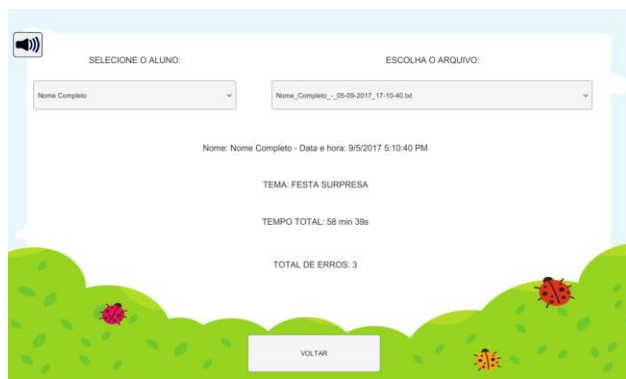 SELECIONE O ALUNO:
ESCOLHA O ARQUIVO:
Nome Completo
Nome_Completo_-_05-09-2017_17-10-40.txt
Nome: Nome Completo - Data e hora: 9/5/2017 5:10:40 PM
TEMA: FESTA SURPRESA
TEMPO TOTAL: 58 min 39s
TOTAL DE ERROS: 3
VOLTAR